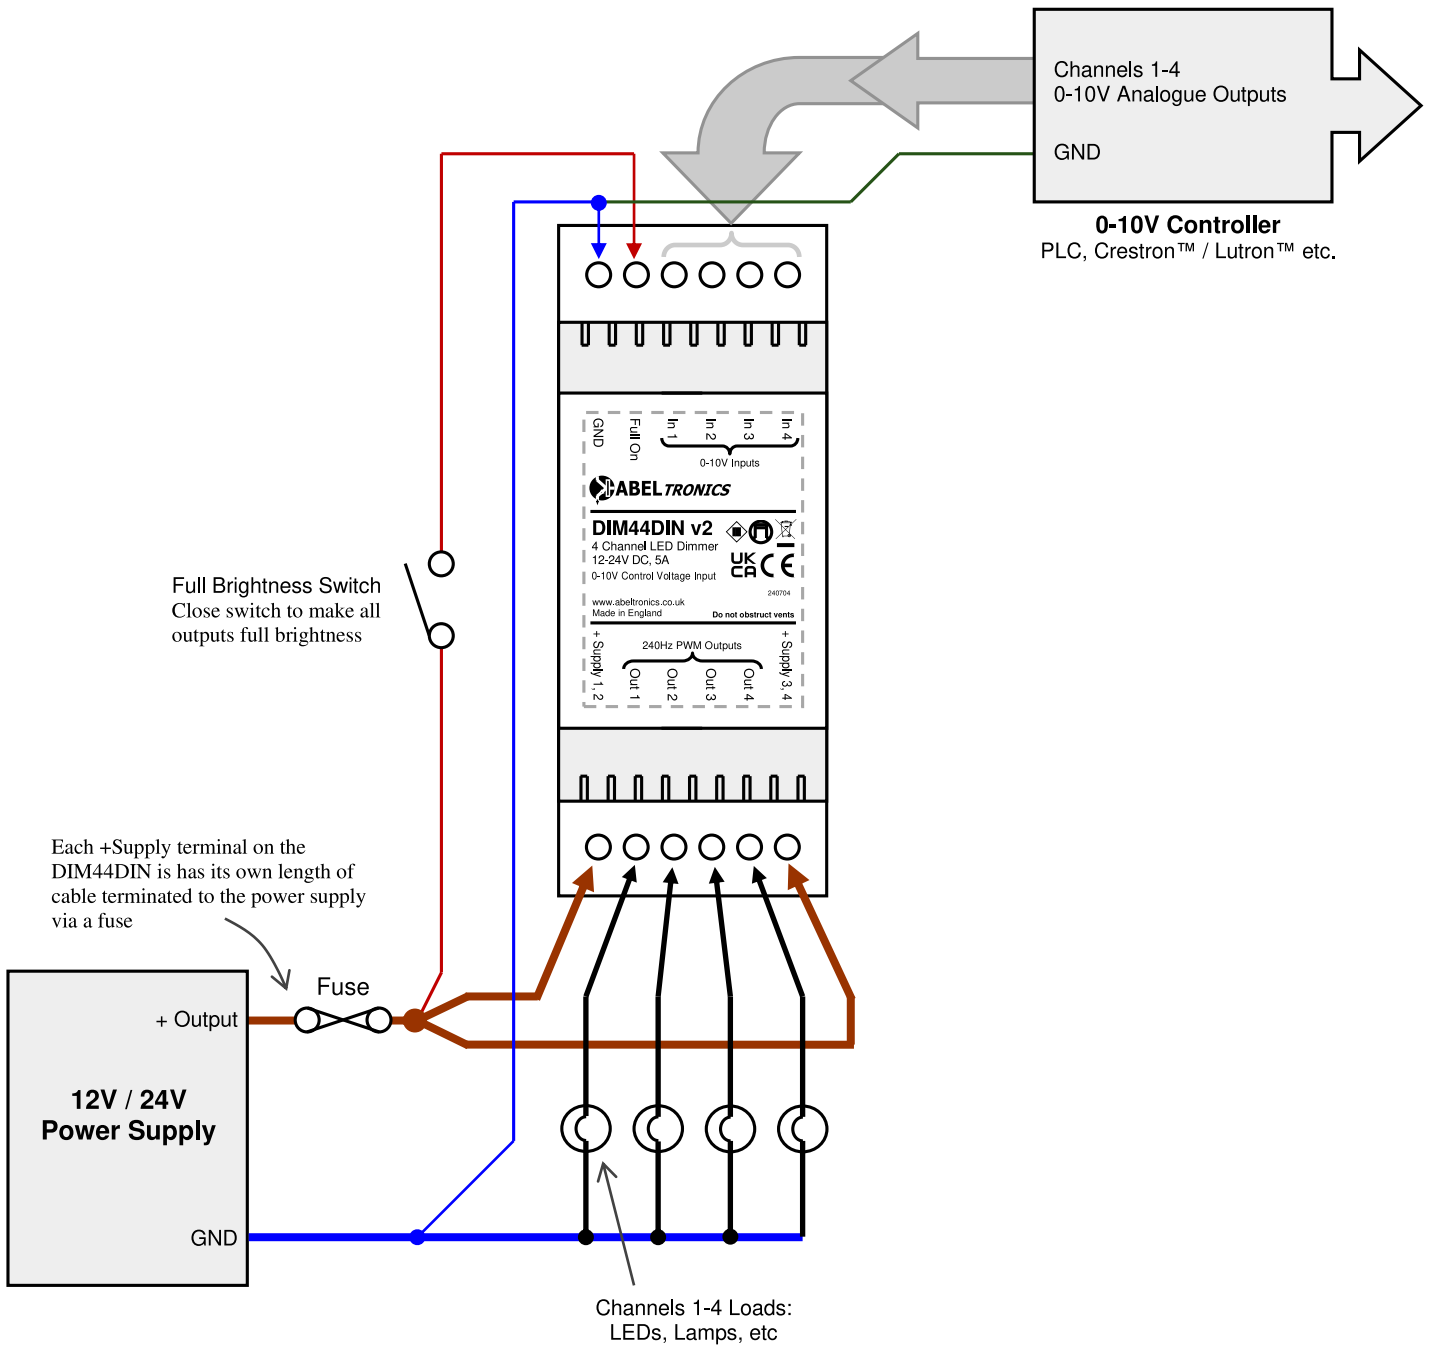 Channels 1-4
0-10V Analogue Outputs
GND
0-10V Controller
PLC, Crestron™ / Lutron™ etc.
GND
Full On
In 1
In 2
In 3
In 4
0-10V Inputs
ABELTRONICS
DIM44DIN v2
4 Channel LED Dimmer
12-24V DC, 5A
0-10V Control Voltage Input
UK
CA
CE
240704
www.abeltronics.co.uk
Made in England
Do not obstruct vents
+ Supply 1, 2
240Hz PWM Outputs
Out 1
Out 2
Out 3
Out 4
+ Supply 3, 4
Full Brightness Switch
Close switch to make all
outputs full brightness
Each +Supply terminal on the
DIM44DIN is has its own length of
cable terminated to the power supply
via a fuse
Fuse
+ Output
12V / 24V
Power Supply
GND
Channels 1-4 Loads:
LEDs, Lamps, etc